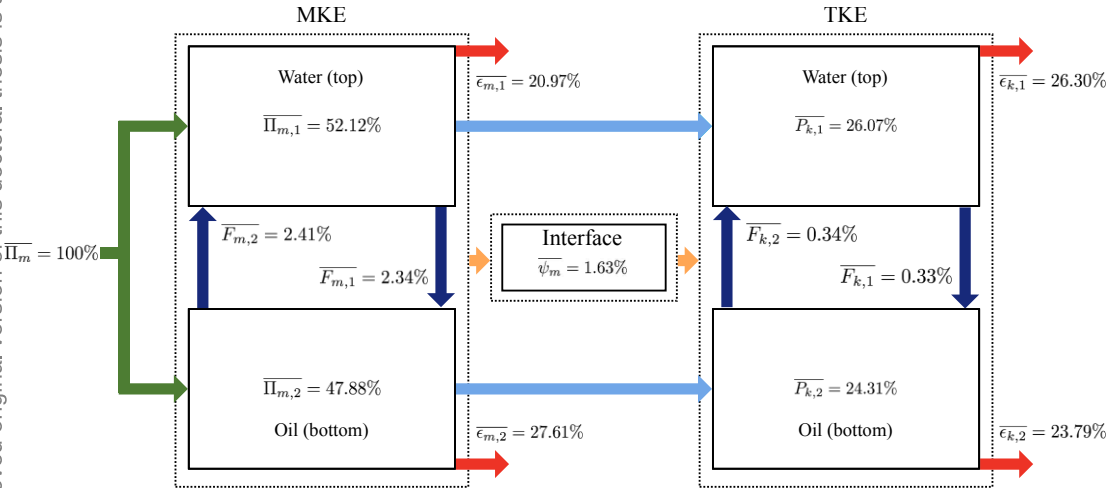 MKE
TKE
Water (top)
$\overline{\Pi_{m,1}} = 52.12\%$
$\overline{\epsilon_{m,1}} = 20.97\%$
Water (top)
$\overline{P_{k,1}} = 26.07\%$
$\overline{\epsilon_{k,1}} = 26.30\%$
$\overline{\Pi_m} = 100\%$
$\overline{F_{m,2}} = 2.41\%$
$\overline{F_{m,1}} = 2.34\%$
Interface
$\overline{\psi_m} = 1.63\%$
$\overline{F_{k,2}} = 0.34\%$
$\overline{F_{k,1}} = 0.33\%$
$\overline{\Pi_{m,2}} = 47.88\%$
Oil (bottom)
$\overline{\epsilon_{m,2}} = 27.61\%$
$\overline{P_{k,2}} = 24.31\%$
Oil (bottom)
$\overline{\epsilon_{k,2}} = 23.79\%$